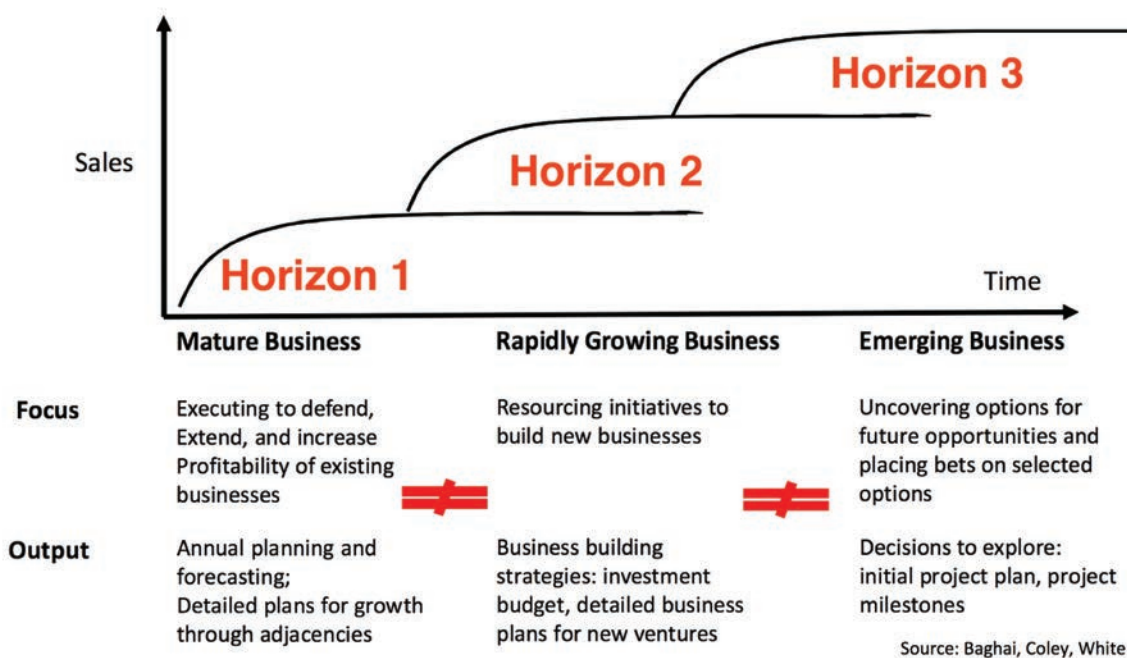 Sales
Horizon 1
Horizon 2
Horizon 3
Time
Mature Business
Rapidly Growing Business
Emerging Business
Focus
Executing to defend,
Extend, and increase
Profitability of existing
businesses
Resourcing initiatives to
build new businesses
Uncovering options for
future opportunities and
placing bets on selected
options
≠
≠
Output
Annual planning and
forecasting;
Detailed plans for growth
through adjacencies
Business building
strategies: investment
budget, detailed business
plans for new ventures
Decisions to explore:
initial project plan, project
milestones
Source: Baghai, Coley, White